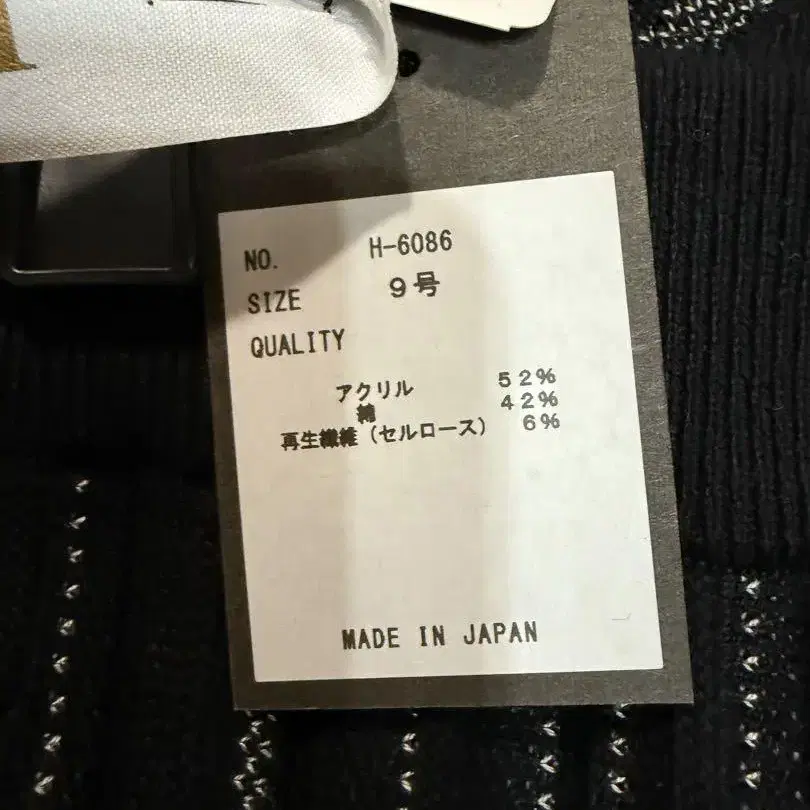 NO. H-6086
SIZE 9号
QUALITY
アクリル 52%
綿 42%
再生繊維(セルロース) 6%
MADE IN JAPAN